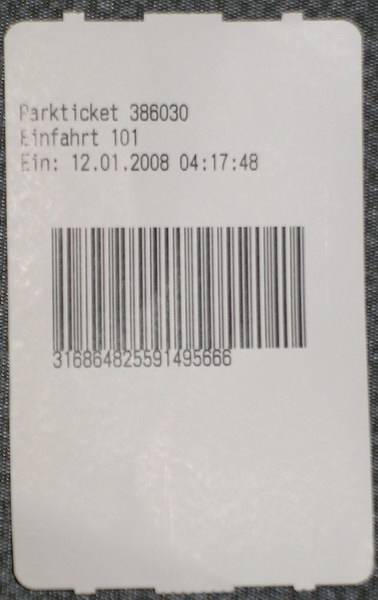 Parkticket 386030
Einfahrt 101
Ein: 12.01.2008 04:17:48
316864825591495666